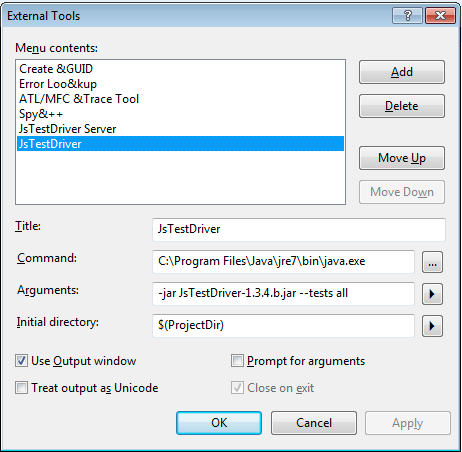 External Tools
Menu contents:
Create &GUID
Error Loo&kup
ATL/MFC &Trace Tool
Spy&++
JsTestDriver Server
JsTestDriver
Add
Delete
Move Up
Move Down
Title:
JsTestDriver
Command:
C:\Program Files\Java\jre7\bin\java.exe
...
Arguments:
-jar JsTestDriver-1.3.4.b.jar --tests all
Initial directory:
$(ProjectDir)
Use Output window
Prompt for arguments
Treat output as Unicode
Close on exit
OK
Cancel
Apply